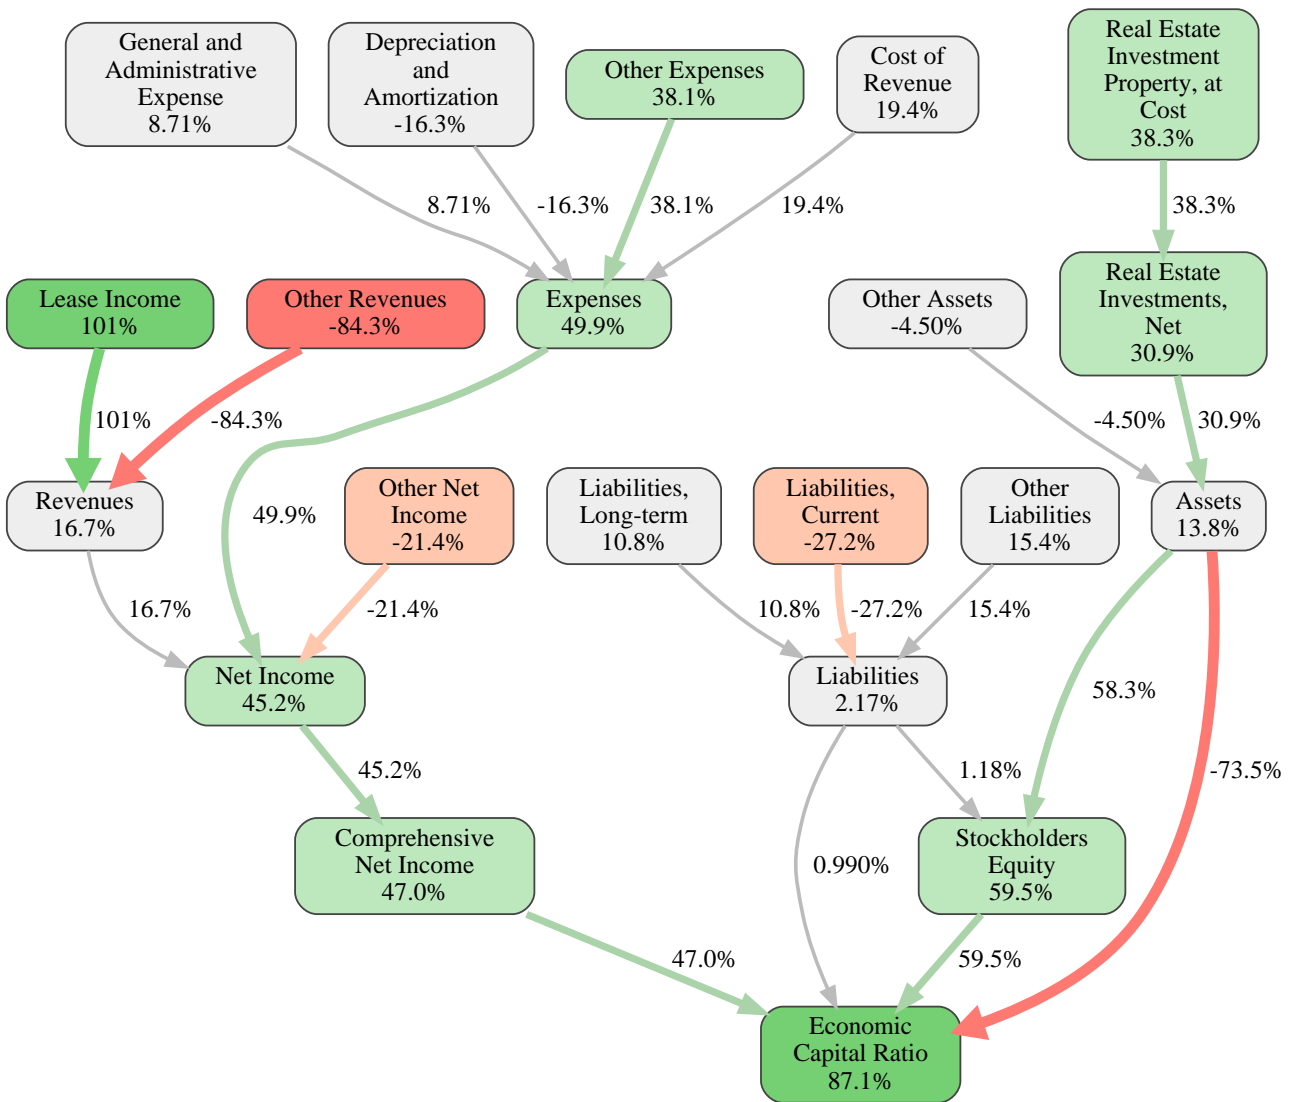 General and
Administrative
Expense
8.71%
Depreciation
and
Amortization
-16.3%
Other Expenses
38.1%
Cost of
Revenue
19.4%
Real Estate
Investment
Property, at
Cost
38.3%
8.71%
-16.3%
38.1%
19.4%
38.3%
Lease Income
101%
Other Revenues
-84.3%
Expenses
49.9%
Other Assets
-4.50%
Real Estate
Investments,
Net
30.9%
101%
-84.3%
-4.50%
30.9%
Revenues
16.7%
49.9%
Other Net
Income
-21.4%
Liabilities,
Long-term
10.8%
Liabilities,
Current
-27.2%
Other
Liabilities
15.4%
Assets
13.8%
16.7%
-21.4%
10.8%
-27.2%
15.4%
Net Income
45.2%
Liabilities
2.17%
58.3%
45.2%
1.18%
-73.5%
Comprehensive
Net Income
47.0%
0.990%
Stockholders
Equity
59.5%
47.0%
59.5%
Economic
Capital Ratio
87.1%